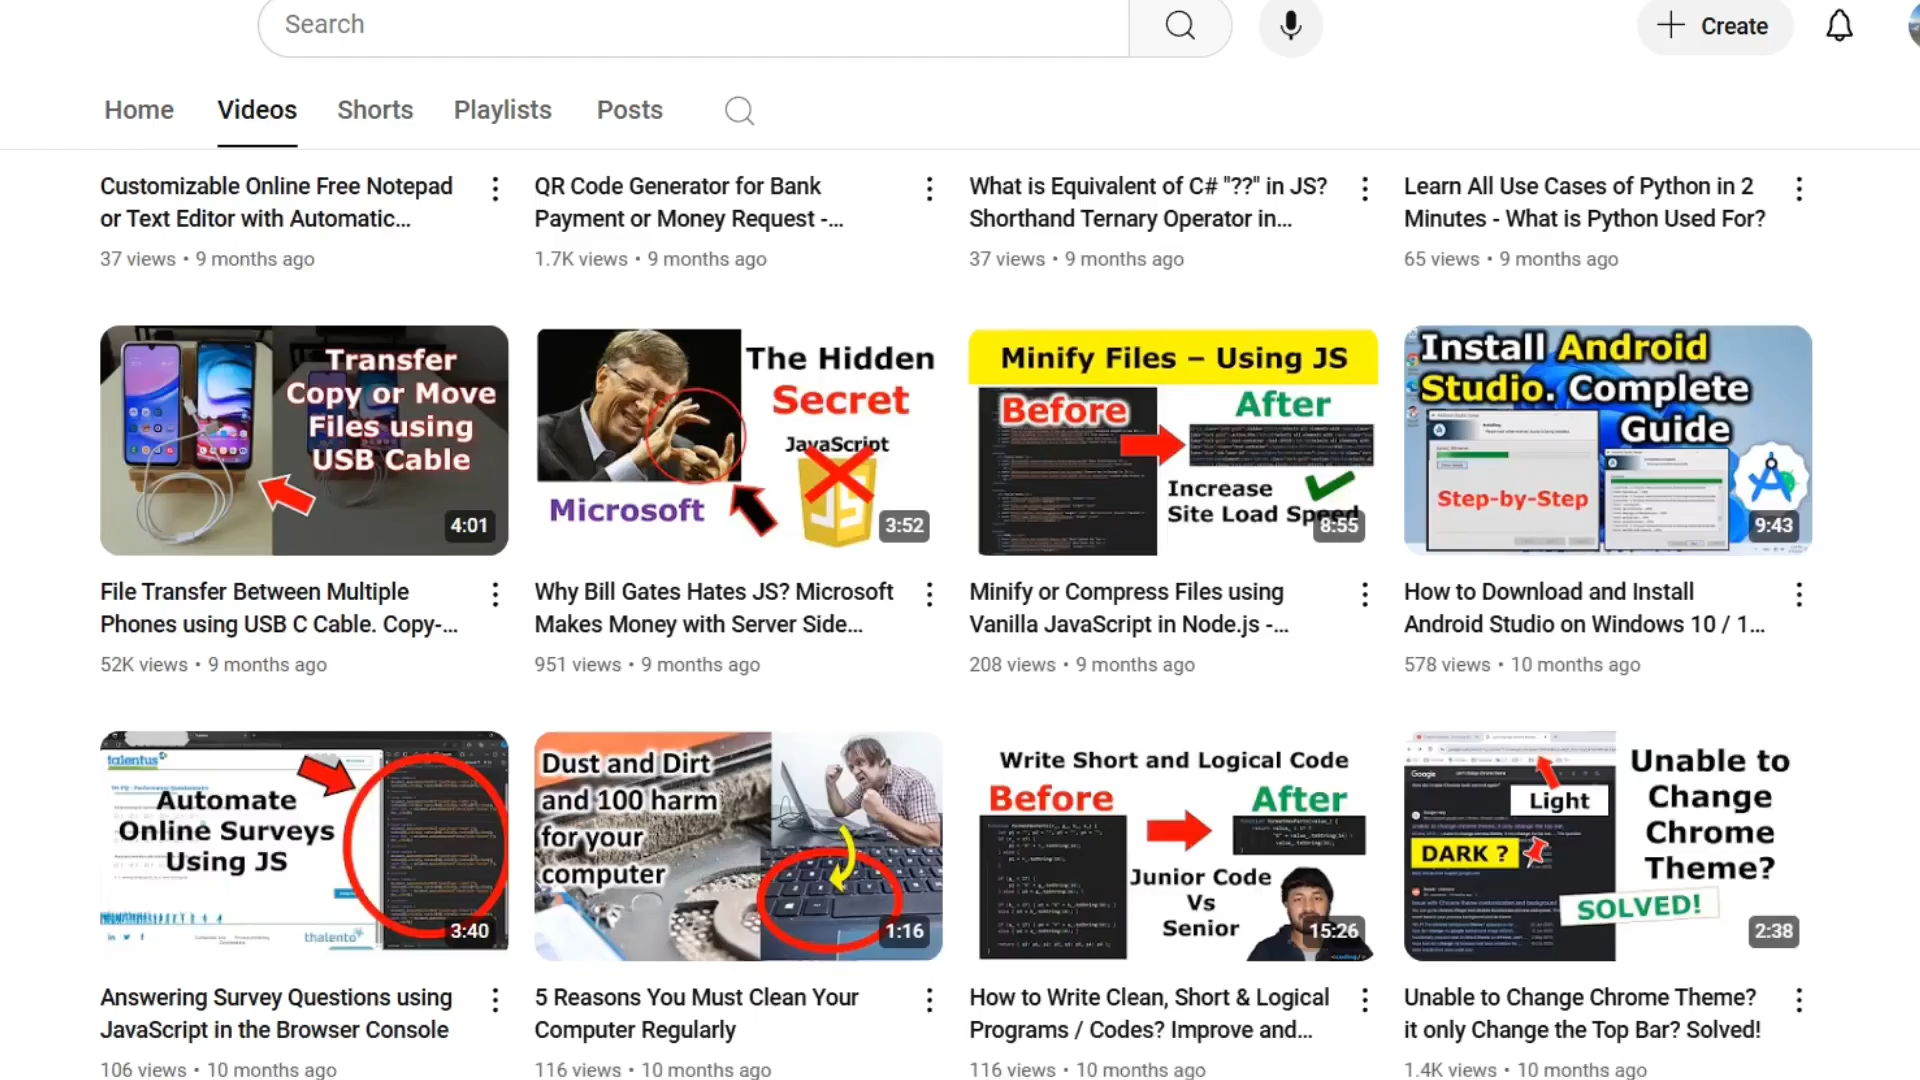 Search
Create
Home
Videos
Shorts
Playlists
Posts
Customizable Online Free Notepad
or Text Editor with Automatic...
37 views • 9 months ago
QR Code Generator for Bank
Payment or Money Request -...
1.7K views • 9 months ago
What is Equivalent of C# "??" in JS?
Shorthand Ternary Operator in...
37 views • 9 months ago
Learn All Use Cases of Python in 2
Minutes - What is Python Used For?
65 views • 9 months ago
Transfer
Copy or Move
Files using
USB Cable
4:01
The Hidden
Secret
JavaScript
JS
Microsoft
3:52
Minify Files – Using JS
Before
After
Increase
Site Load Speed
8:55
Install Android
Studio. Complete
Guide
Step-by-Step
9:43
File Transfer Between Multiple
Phones using USB C Cable. Copy-...
52K views • 9 months ago
Why Bill Gates Hates JS? Microsoft
Makes Money with Server Side...
951 views • 9 months ago
Minify or Compress Files using
Vanilla JavaScript in Node.js -...
208 views • 9 months ago
How to Download and Install
Android Studio on Windows 10 / 1...
578 views • 10 months ago
talentus
Automate
Online Surveys
Using JS
thalento
3:40
Dust and Dirt
and 100 harm
for your
computer
1:16
Write Short and Logical Code
Before
After
Junior Code
Vs
Senior
15:26
Google
Light
DARK ?
Unable to
Change
Chrome
Theme?
SOLVED!
2:38
Answering Survey Questions using
JavaScript in the Browser Console
106 views • 10 months ago
5 Reasons You Must Clean Your
Computer Regularly
116 views • 10 months ago
How to Write Clean, Short & Logical
Programs / Codes? Improve and...
116 views • 10 months ago
Unable to Change Chrome Theme?
it only Change the Top Bar? Solved!
1.4K views • 10 months ago